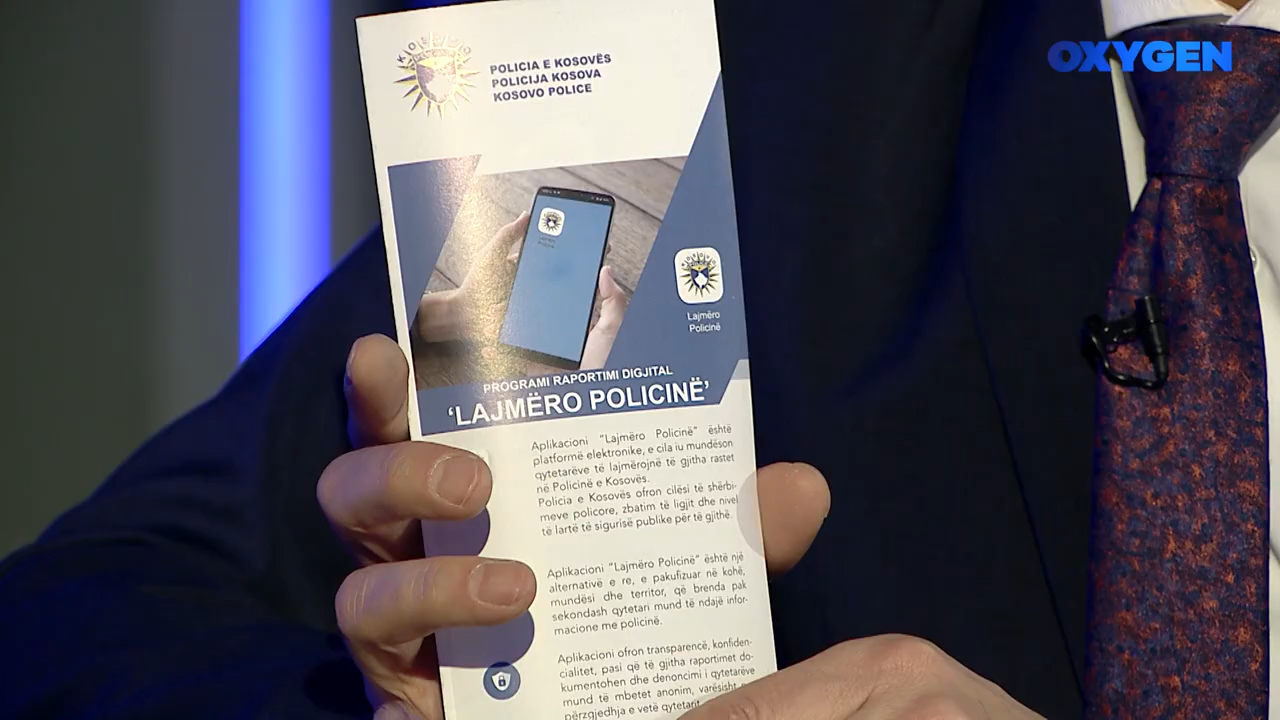 OXYGEN
KOSOVO
POLICIA E KOSOVËS
POLICIJA KOSOVA
KOSOVO POLICE
Lajmëro
Policinë
PROGRAMI RAPORTIMI DIGJITAL
‘LAJMËRO POLICINË’
Aplikacioni “Lajmëro Policinë” është
platformë elektronike, e cila iu mundëson
qytetarëve të lajmërojnë të gjitha rastet
në Policinë e Kosovës.
Policia e Kosovës ofron cilësi të shërbi-
meve policore, zbatim të ligjit dhe nivel
të lartë të sigurisë publike për të gjithë.
Aplikacioni “Lajmëro Policinë” është një
alternativë e re, e pakufizuar në kohë,
mundësi dhe territor, që brenda pak
sekondash qytetari mund të ndajë infor-
macione me policinë.
Aplikacioni ofron transparencë, konfiden-
cialitet, pasi që të gjitha raportimet do-
kumentohen dhe denoncimi i qytetarëve
mund të mbetet anonim, varësisht
përzgjedhja e vetë qytetarit